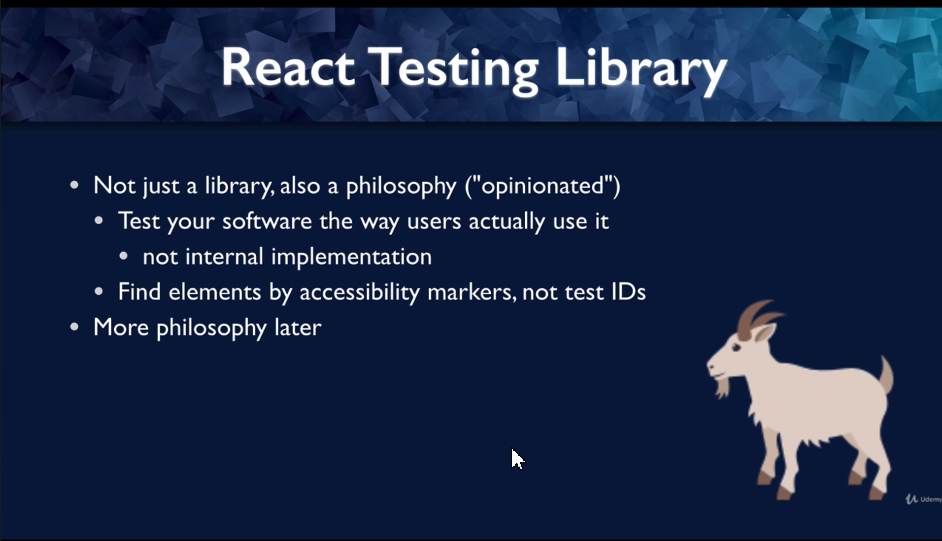 React Testing Library
• Not just a library, also a philosophy ("opinionated")
• Test your software the way users actually use it
• not internal implementation
• Find elements by accessibility markers, not test IDs
• More philosophy later
Udemy